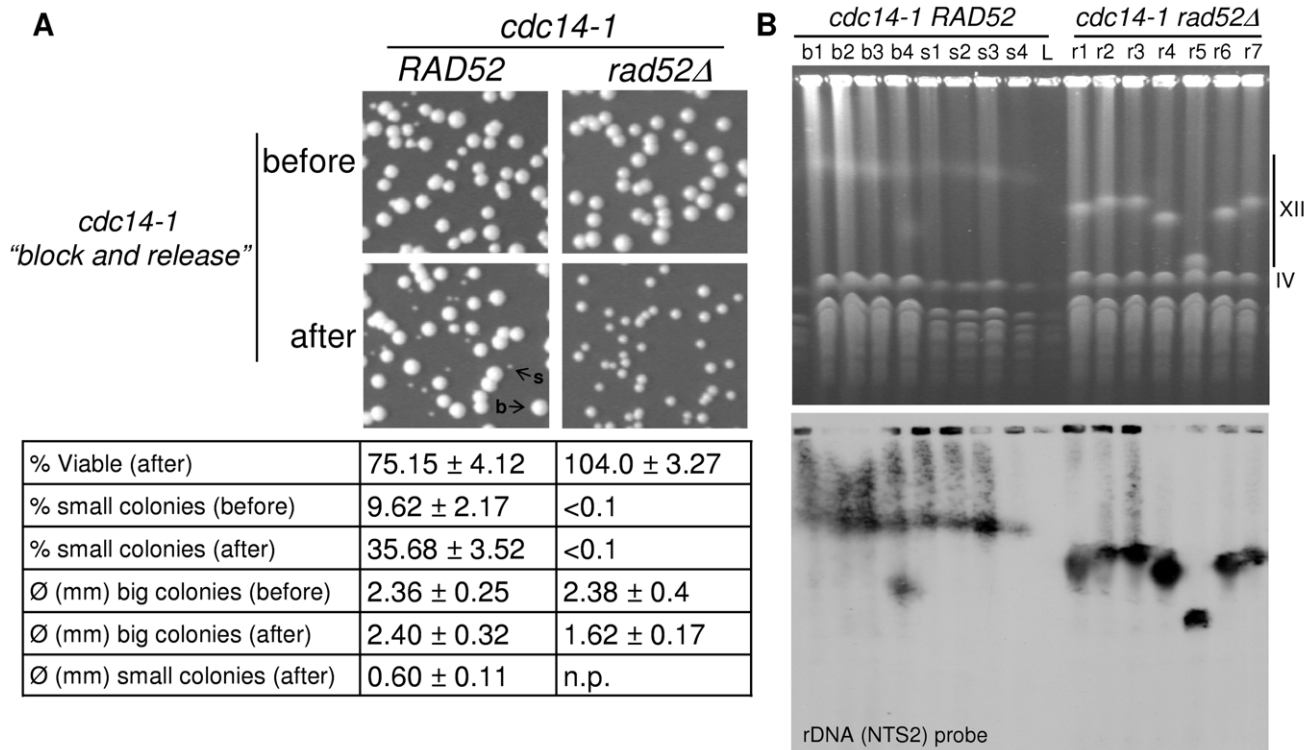 A
cdc14-1
RAD52 rad52Δ
before
cdc14-1
"block and release"
after
s
b
% Viable (after) 75.15 ± 4.12 104.0 ± 3.27
% small colonies (before) 9.62 ± 2.17 <0.1
% small colonies (after) 35.68 ± 3.52 <0.1
Ø (mm) big colonies (before) 2.36 ± 0.25 2.38 ± 0.4
Ø (mm) big colonies (after) 2.40 ± 0.32 1.62 ± 0.17
Ø (mm) small colonies (after) 0.60 ± 0.11 n.p.
B
cdc14-1 RAD52 cdc14-1 rad52Δ
b1 b2 b3 b4 s1 s2 s3 s4 L r1 r2 r3 r4 r5 r6 r7
XII
IV
rDNA (NTS2) probe